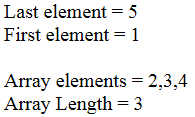 Last element = 5
First element = 1
Array elements = 2,3,4
Array Length = 3